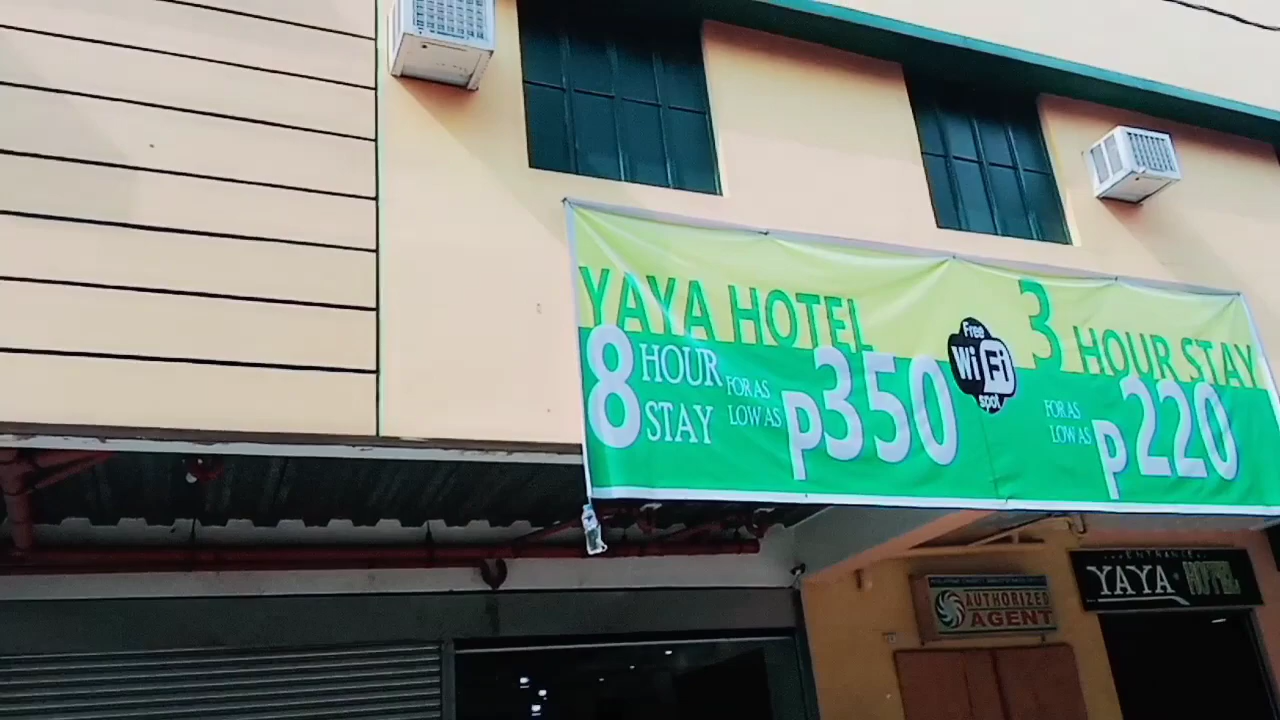 YAYA HOTEL
8 HOUR STAY
FOR AS
LOW AS
P350
Free
WiFi
spot
3 HOUR STAY
FOR AS
LOW AS
P220
AUTHORIZED
AGENT
ENTRANCE
YAYA HOTEL